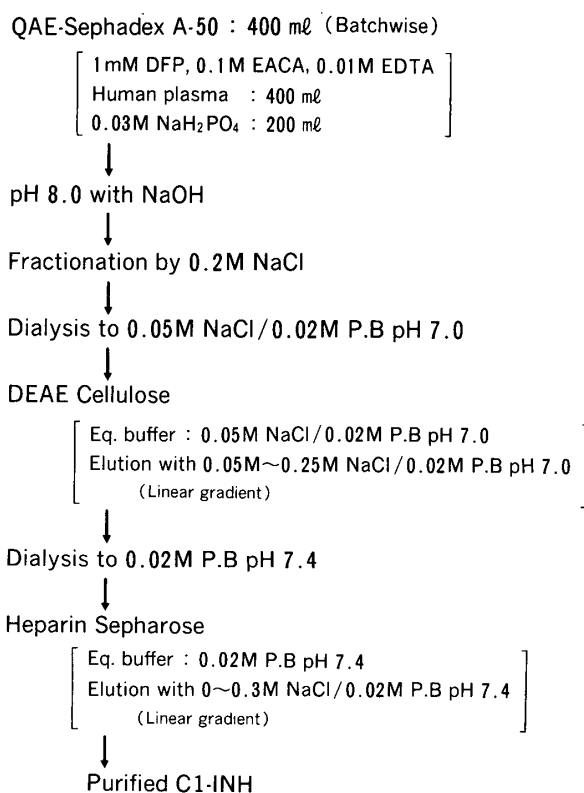 QAE-Sephadex A-50 : 400 mℓ (Batchwise)
1mM DFP, 0.1M EACA, 0.01M EDTA
Human plasma : 400 mℓ
0.03M NaH₂PO₄ : 200 mℓ
pH 8.0 with NaOH
Fractionation by 0.2M NaCl
Dialysis to 0.05M NaCl/0.02M P.B pH 7.0
DEAE Cellulose
Eq. buffer : 0.05M NaCl/0.02M P.B pH 7.0
Elution with 0.05M~0.25M NaCl/0.02M P.B pH 7.0
(Linear gradient)
Dialysis to 0.02M P.B pH 7.4
Heparin Sepharose
Eq. buffer : 0.02M P.B pH 7.4
Elution with 0~0.3M NaCl/0.02M P.B pH 7.4
(Linear gradient)
Purified C1-INH